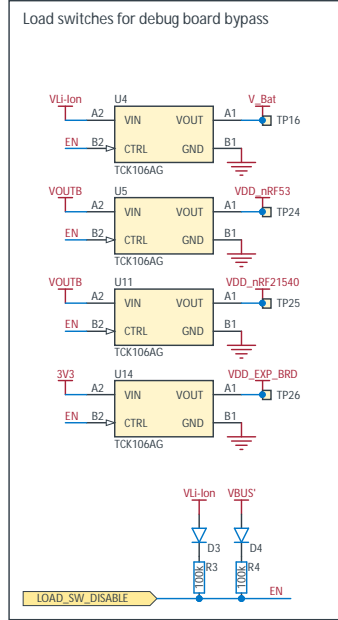 Load switches for debug board bypass
VLi-Ion U4 V_Bat
A2 VIN VOUT A1 TP16
EN B2 CTRL GND B1
TCK106AG
VOUTB U5 VDD_nRF53
A2 VIN VOUT A1 TP24
EN B2 CTRL GND B1
TCK106AG
VOUTB U11 VDD_nRF21540
A2 VIN VOUT A1 TP25
EN B2 CTRL GND B1
TCK106AG
3V3 U14 VDD_EXP_BRD
A2 VIN VOUT A1 TP26
EN B2 CTRL GND B1
TCK106AG
VLi-Ion VBUS'
D3 D4
100k R3 100k R4
LOAD_SW_DISABLE EN